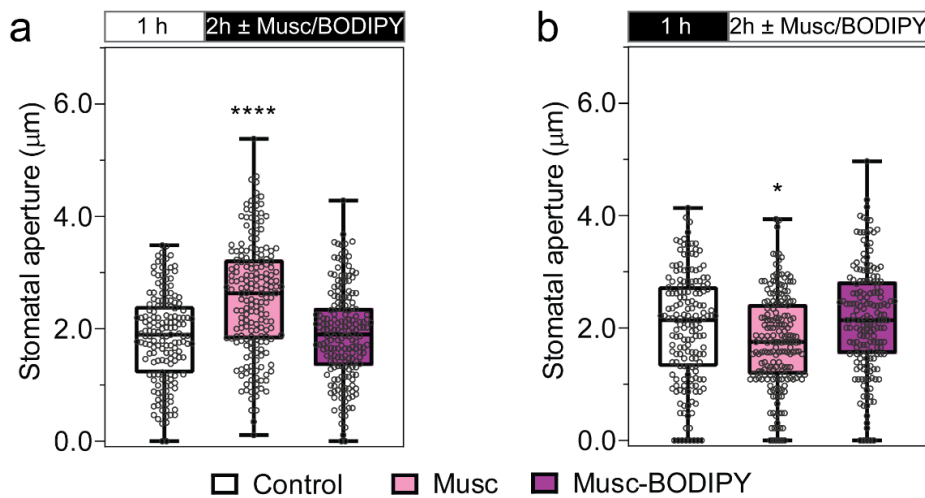 a
1 h 2h ± Musc/BODIPY
Stomatal aperture (μm)
6.0
4.0
2.0
0.0
****
b
1 h 2h ± Musc/BODIPY
Stomatal aperture (μm)
6.0
4.0
2.0
0.0
*
Control Musc Musc-BODIPY